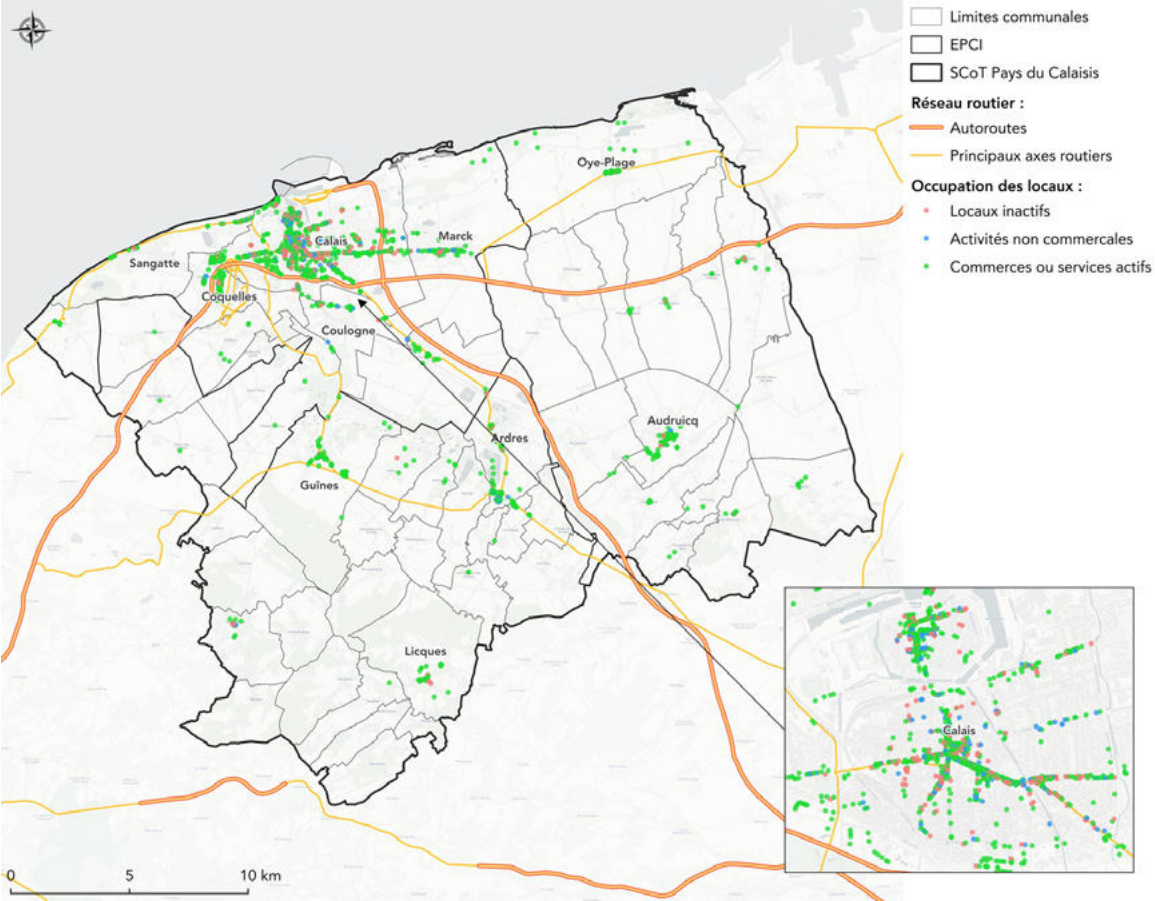 Limites communales
EPCI
SCoT Pays du Calaisis
Réseau routier :
Autoroutes
Principaux axes routiers
Occupation des locaux :
Locaux inactifs
Activités non commercales
Commerces ou services actifs
Oye-Plage
Calais
Marck
Sangatte
Coquelles
Coulogne
Audruicq
Ardres
Guînes
Licques
Calais
0 5 10 km